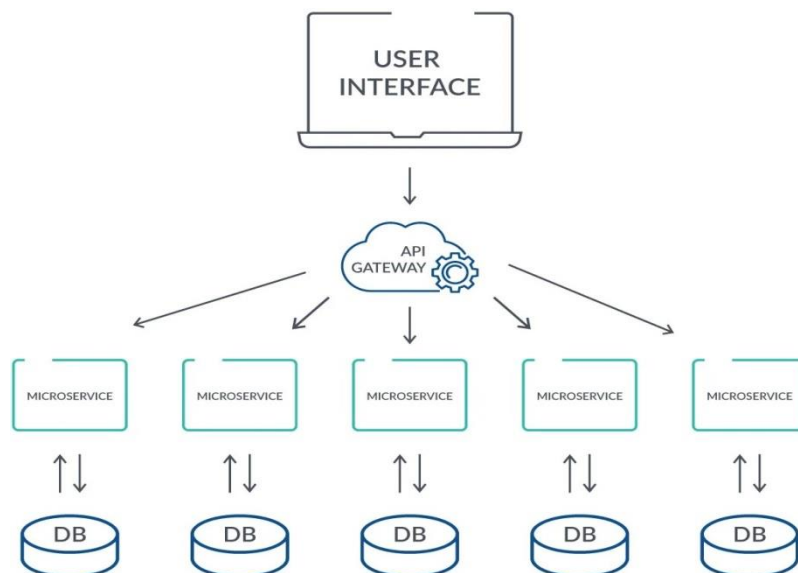 USER
INTERFACE
API
GATEWAY
MICROSERVICE
MICROSERVICE
MICROSERVICE
MICROSERVICE
MICROSERVICE
DB
DB
DB
DB
DB